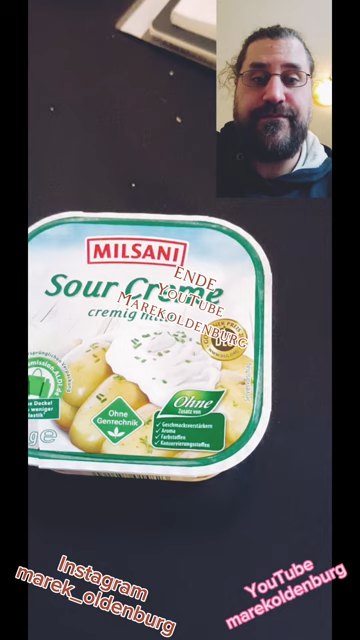 MILSANI
Sour Creme
cremig
ENDE
YouTube
Marekoldenburg
Ohne
Gentechnik
Ohne
Zusatz von
✓ Geschmacksverstärkern
✓ Aroma
✓ Farbstoffen
✓ Konservierungsstoffen
weniger
g e
Instagram
marek_oldenburg
YouTube
marekoldenburg